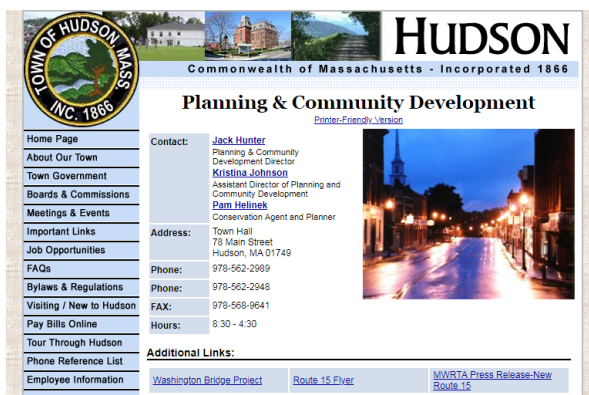 TOWN OF HUDSON, MASS.
INC. 1866
HUDSON
Commonwealth of Massachusetts - Incorporated 1866
Planning & Community Development
Printer-Friendly Version
Home Page
About Our Town
Town Government
Boards & Commissions
Meetings & Events
Important Links
Job Opportunities
FAQs
Bylaws & Regulations
Visiting / New to Hudson
Pay Bills Online
Tour Through Hudson
Phone Reference List
Employee Information
Contact:
Jack Hunter
Planning & Community
Development Director
Kristina Johnson
Assistant Director of Planning and
Community Development
Pam Helinek
Conservation Agent and Planner
Address:
Town Hall
78 Main Street
Hudson, MA 01749
Phone: 978-562-2989
Phone: 978-562-2948
FAX: 978-568-9641
Hours: 8:30 - 4:30
Additional Links:
Washington Bridge Project
Route 15 Flyer
MWRTA Press Release-New
Route 15